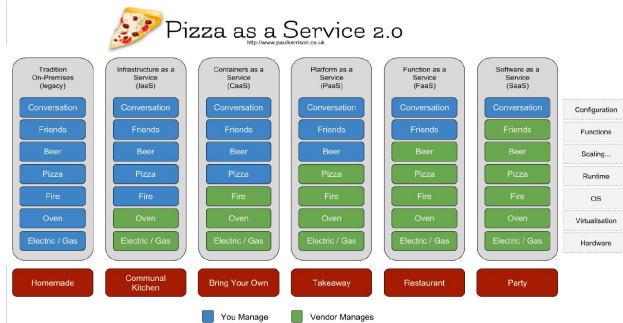 Pizza as a Service 2.0
http://www.paulkerrison.co.uk
Tradition
On-Premises
(legacy)
Conversation
Friends
Beer
Pizza
Fire
Oven
Electric / Gas
Homemade
Infrastructure as a
Service
(IaaS)
Conversation
Friends
Beer
Pizza
Fire
Oven
Electric / Gas
Communal
Kitchen
Containers as a
Service
(CaaS)
Conversation
Friends
Beer
Pizza
Fire
Oven
Electric / Gas
Bring Your Own
Platform as a
Service
(PaaS)
Conversation
Friends
Beer
Pizza
Fire
Oven
Electric / Gas
Takeaway
Function as a
Service
(FaaS)
Conversation
Friends
Beer
Pizza
Fire
Oven
Electric / Gas
Restaurant
Software as a
Service
(SaaS)
Conversation
Friends
Beer
Pizza
Fire
Oven
Electric / Gas
Party
Configuration
Functions
Scaling...
Runtime
OS
Virtualisation
Hardware
You Manage
Vendor Manages